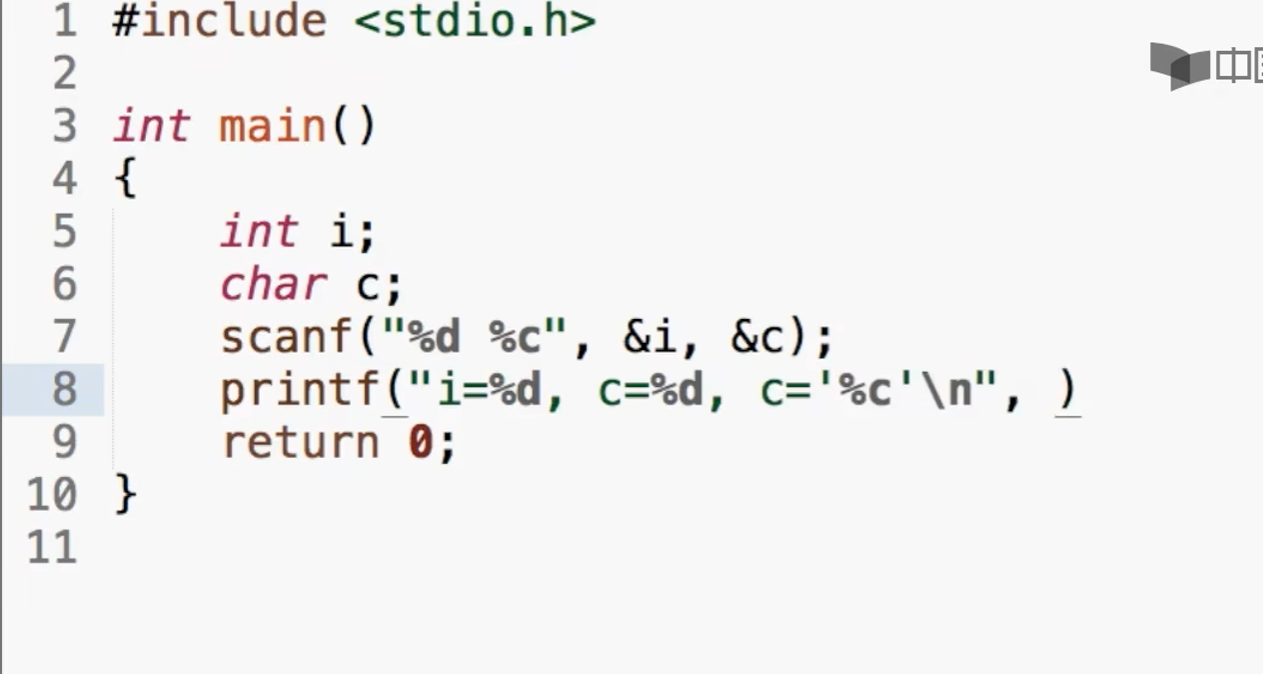 1 #include <stdio.h>
2
3 int main()
4 {
5     int i;
6     char c;
7     scanf("%d %c", &i, &c);
8     printf("i=%d, c=%d, c='%c'\n", )
9     return 0;
10 }
11
中